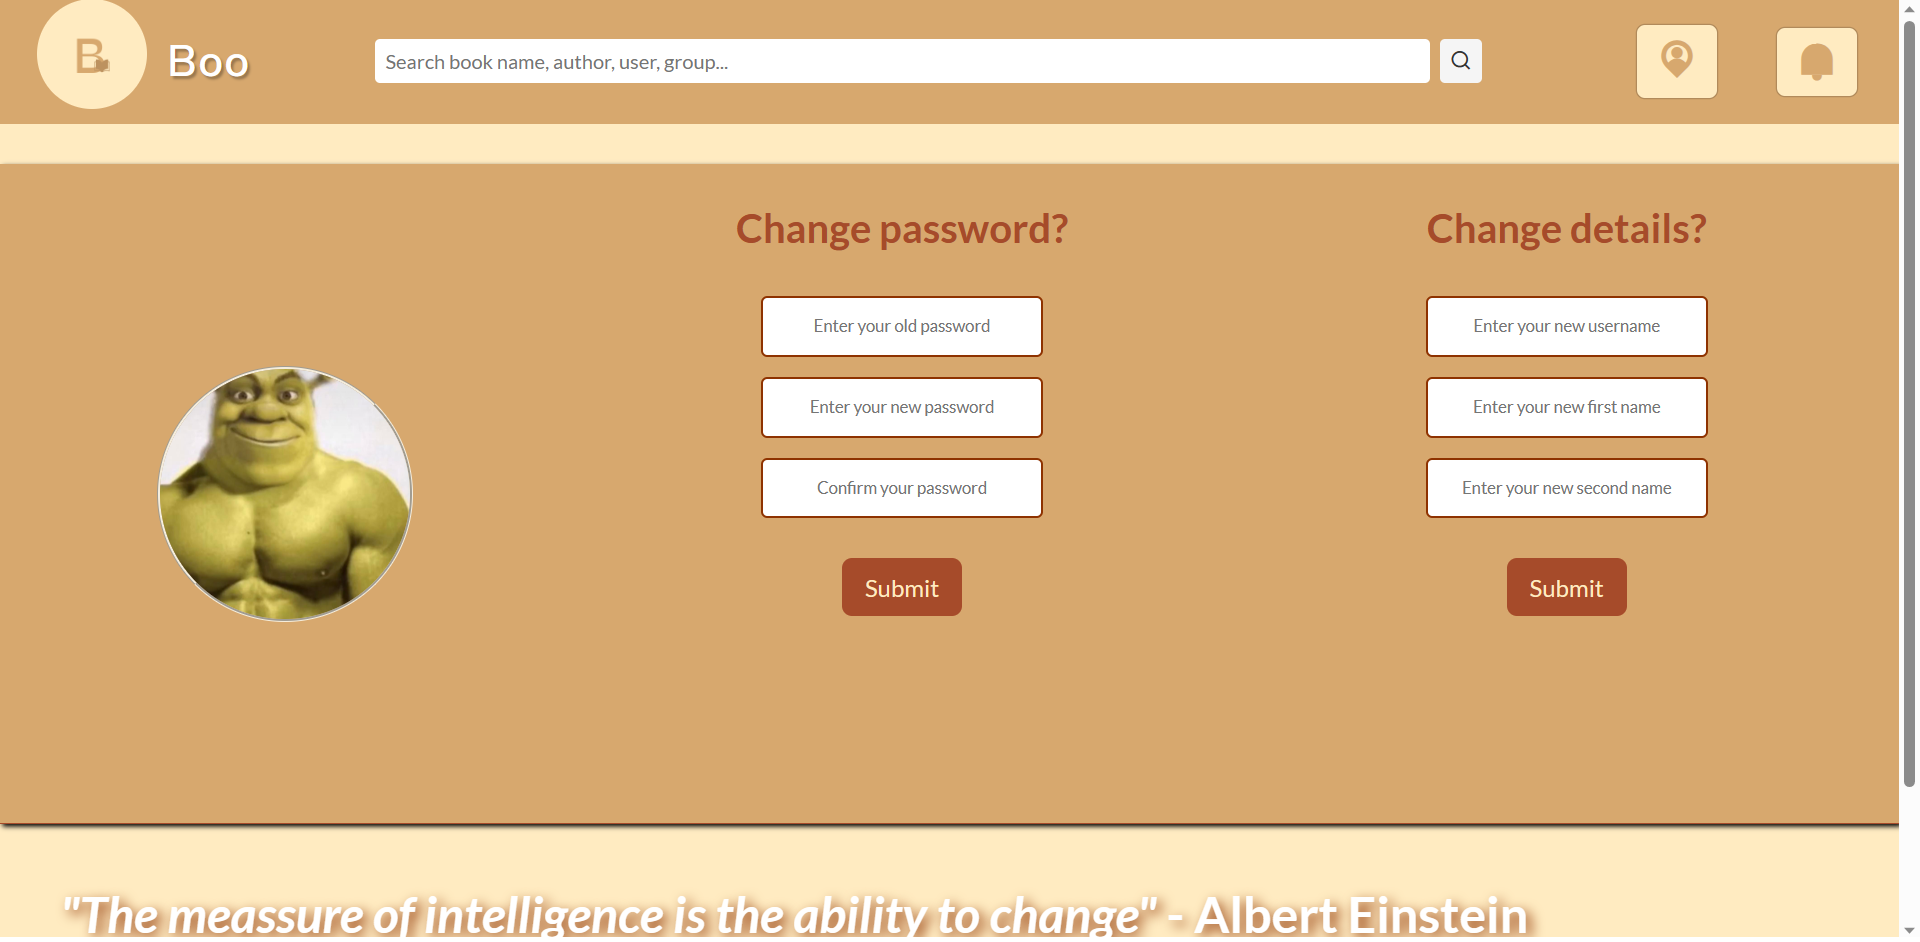 B
Boo
Search book name, author, user, group...
Change password?
Enter your old password
Enter your new password
Confirm your password
Submit
Change details?
Enter your new username
Enter your new first name
Enter your new second name
Submit
"The meassure of intelligence is the ability to change" - Albert Einstein